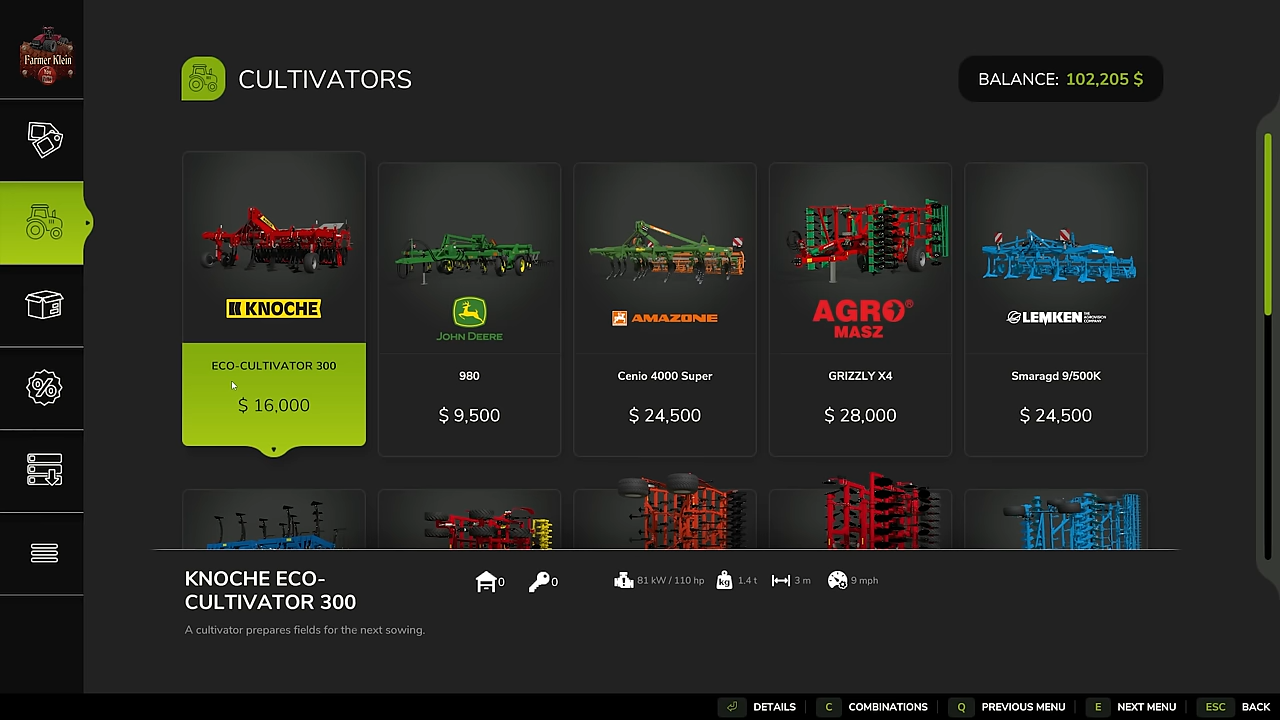 Farmer Klein
You
CULTIVATORS
BALANCE: 102,205 $
KNOCHE
JOHN DEERE
AMAZONE
AGRO®
MASZ
LEMKEN
ECO-CULTIVATOR 300
$ 16,000
980
$ 9,500
Cenio 4000 Super
$ 24,500
GRIZZLY X4
$ 28,000
Smaragd 9/500K
$ 24,500
KNOCHE ECO-
CULTIVATOR 300
0
0
kg
81 kW / 110 hp
1.4 t
3 m
9 mph
A cultivator prepares fields for the next sowing.
DETAILS
C COMBINATIONS
Q PREVIOUS MENU
E NEXT MENU
ESC BACK